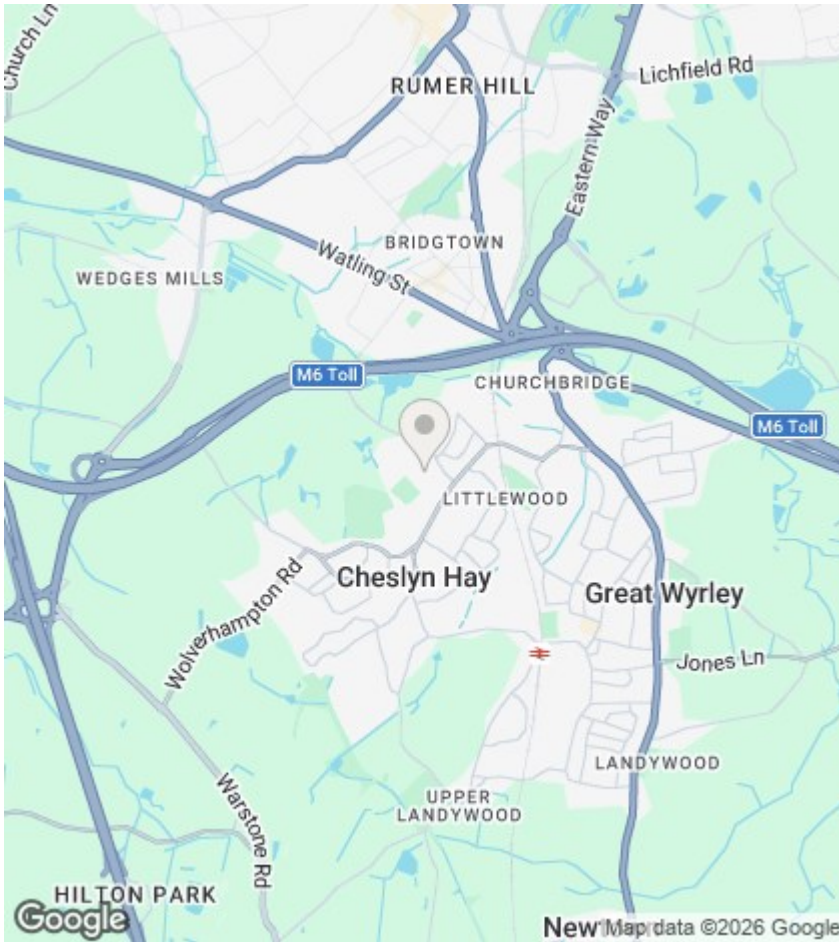 Church Ln
RUMER HILL
Lichfield Rd
Eastern Way
BRIDGTOWN
Watling St
WEDGES MILLS
M6 Toll
CHURCHBRIDGE
M6 Toll
LITTLEWOOD
Cheslyn Hay
Great Wyrley
Wolverhampton Rd
Jones Ln
LANDYWOOD
UPPER
LANDYWOOD
Warstone Rd
HILTON PARK
Google
Map data ©2026 Google